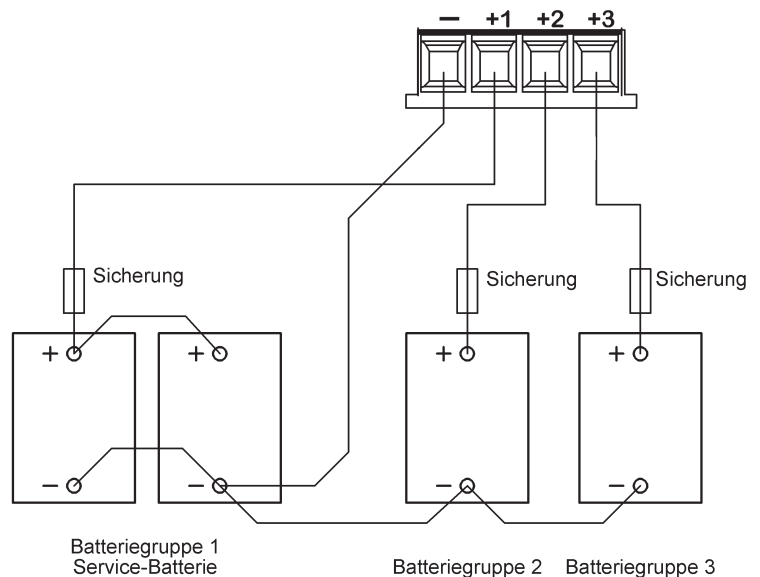 – +1 +2 +3
Sicherung Sicherung Sicherung
+ + + +
– – – –
Batteriegruppe 1
Service-Batterie Batteriegruppe 2 Batteriegruppe 3